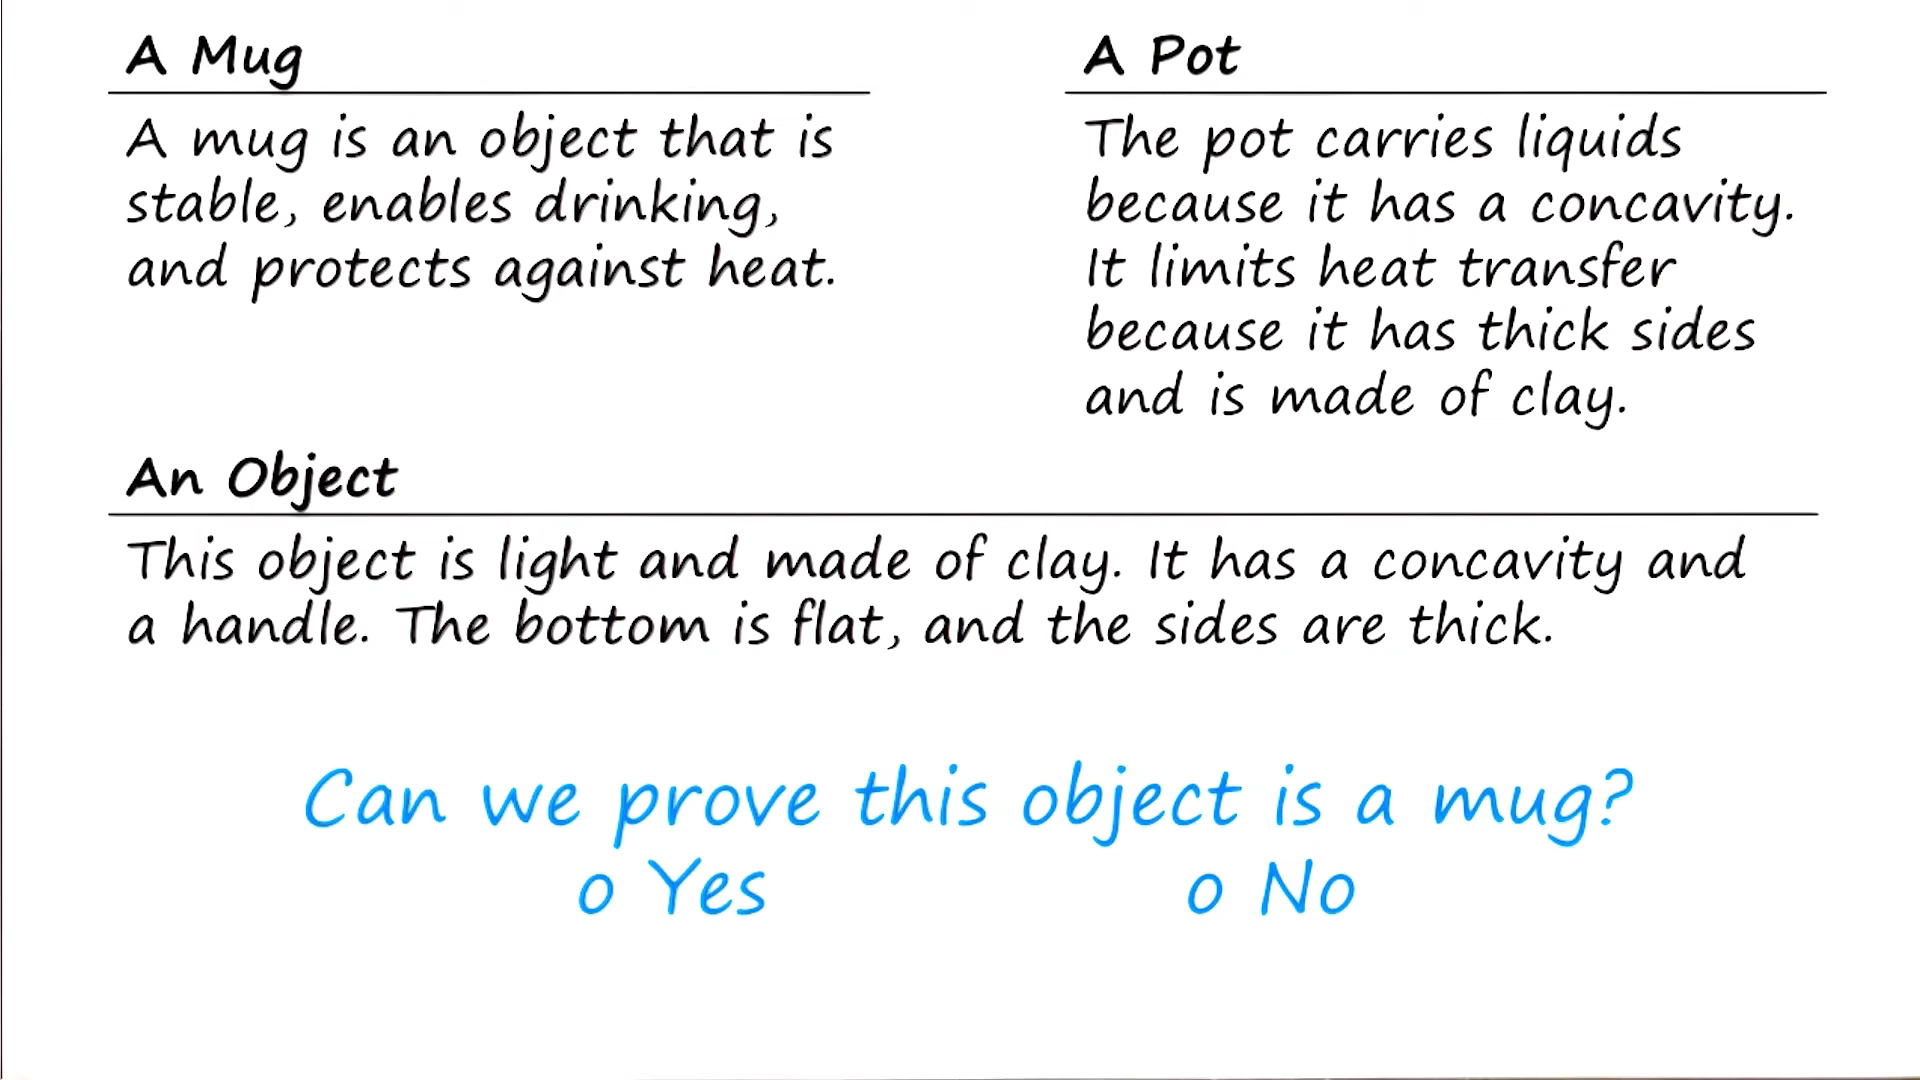 A Mug
A mug is an object that is
stable, enables drinking,
and protects against heat.
A Pot
The pot carries liquids
because it has a concavity.
It limits heat transfer
because it has thick sides
and is made of clay.
An Object
This object is light and made of clay. It has a concavity and
a handle. The bottom is flat, and the sides are thick.
Can we prove this object is a mug?
o Yes
o No